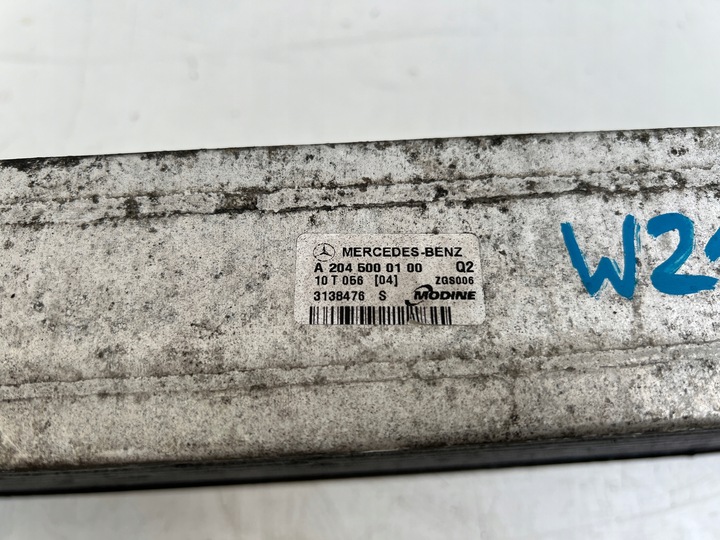 MERCEDES-BENZ
A 204 500 01 00 Q2
10 T 056 [04] ZGS006
3138476 S MODINE